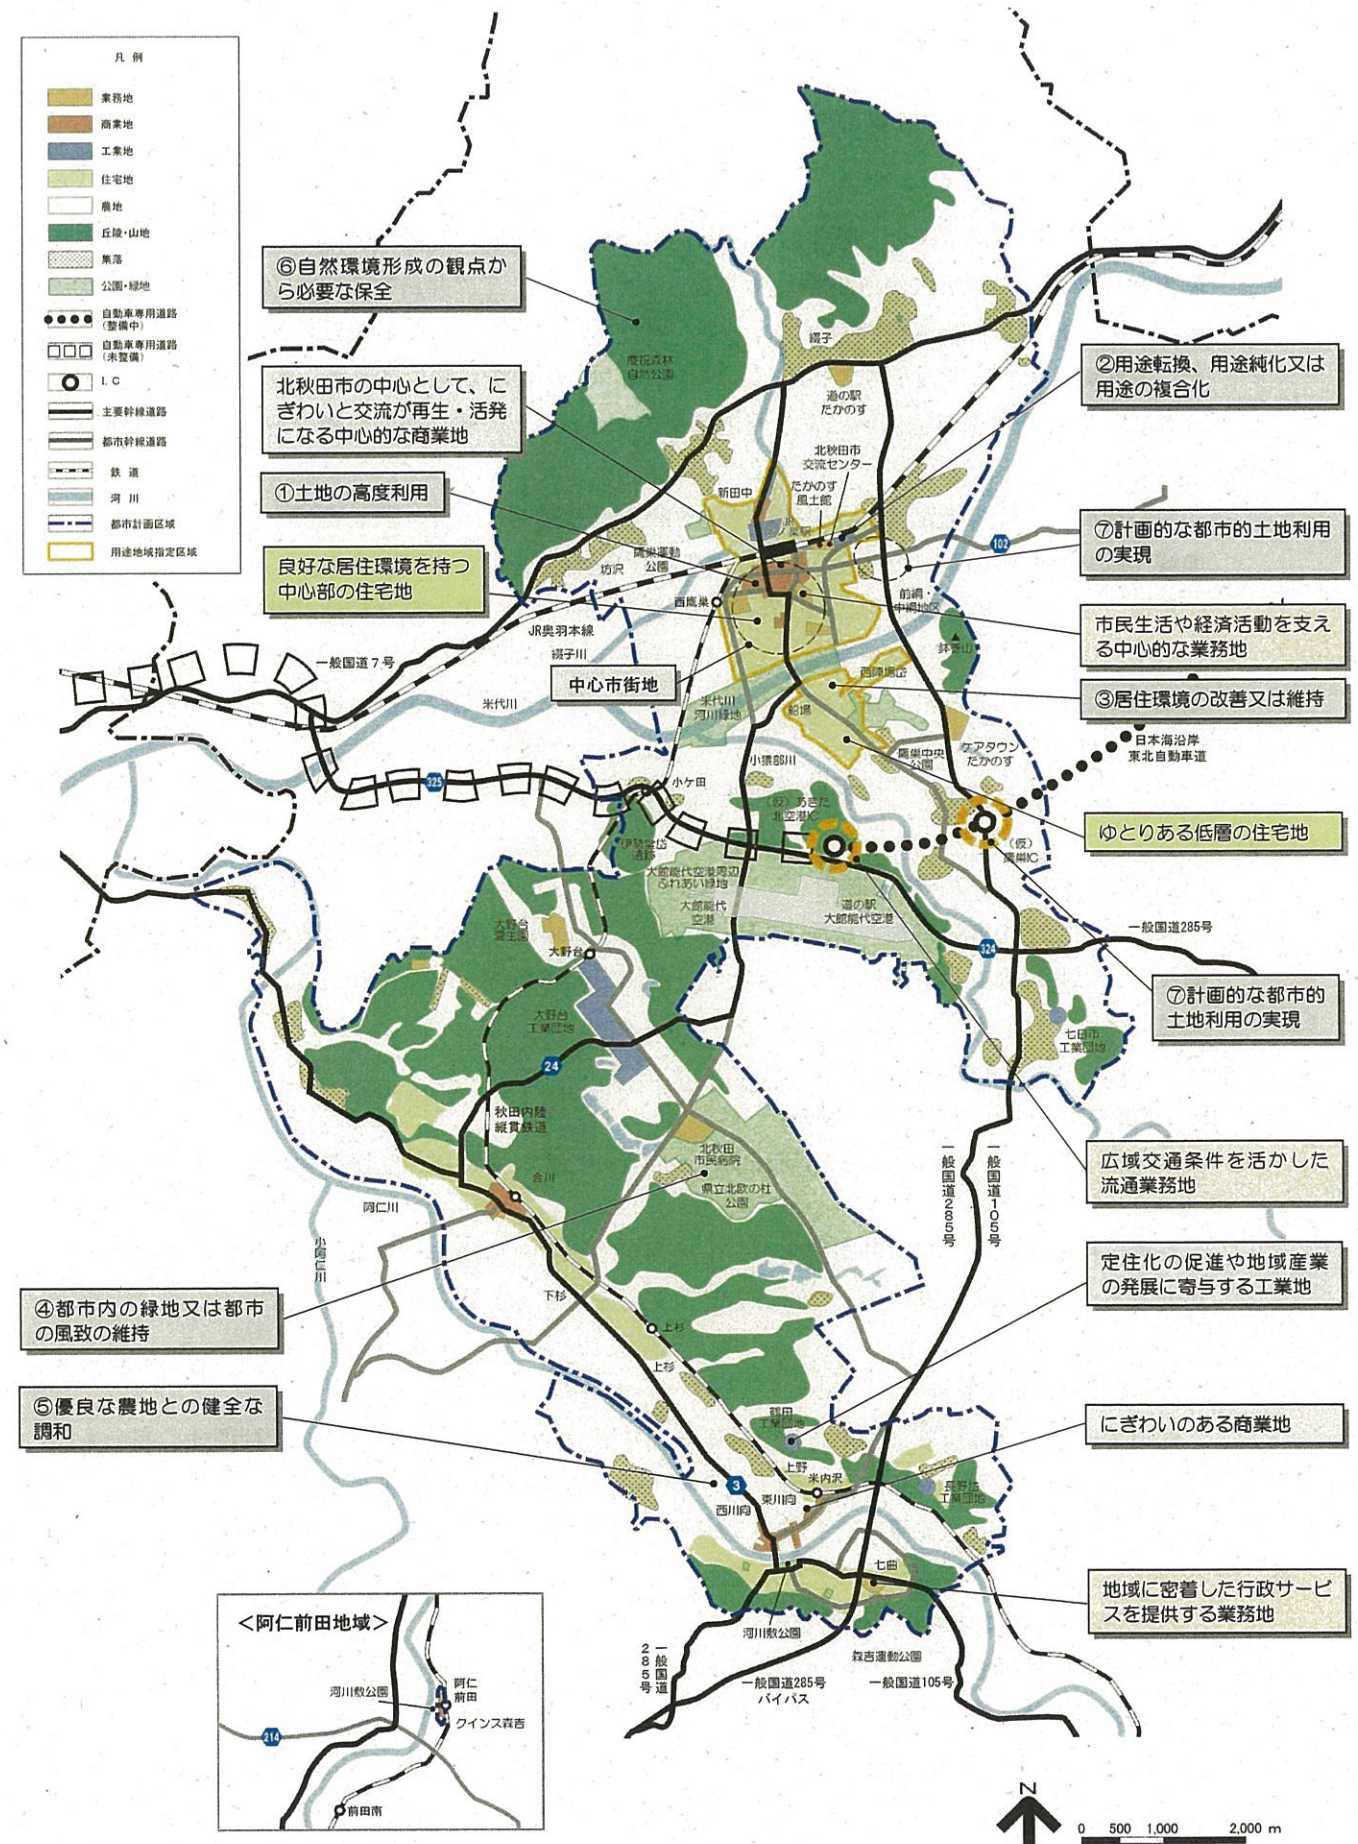 凡例
業務地
商業地
工業地
住宅地
農地
丘陵・山地
集落
公園・緑地
自動車専用道路
(整備中)
自動車専用道路
(未整備)
I.C
主要幹線道路
都市幹線道路
鉄道
河川
都市計画区域
用途地域指定区域
⑥自然環境形成の観点か
ら必要な保全
北秋田市の中心として、に
ぎわいと交流が再生・活発
になる中心的な商業地
①土地の高度利用
良好な居住環境を持つ
中心部の住宅地
中心市街地
②用途転換、用途純化又は
用途の複合化
⑦計画的な都市的土地利用
の実現
市民生活や経済活動を支え
る中心的な業務地
③居住環境の改善又は維持
日本海沿岸
東北自動車道
ゆとりある低層の住宅地
一般国道285号
⑦計画的な都市的
土地利用の実現
広域交通条件を活かした
流通業務地
定住化の促進や地域産業
の発展に寄与する工業地
にぎわいのある商業地
地域に密着した行政サービ
スを提供する業務地
④都市内の緑地又は都市
の風致の維持
⑤優良な農地との健全な
調和
慶祝森林
自然公園
綴子
道の駅
たかのす
北秋田市
交流センター
たかのす
風土館
新田中
鷹巣運動
公園
坊沢
西鷹巣
102
前綱・
中綱地区
JR奥羽本線
綴子川
一般国道7号
米代川
米代川
河川緑地
西陣場岱
船場
鷹巣中央
公園
ケアタウン
たかのす
小猿部川
小ケ田
325
(仮)あきた
北空港IC
(仮)
鷹巣IC
伊勢堂岱
遺跡
大館能代空港周辺
ふれあい緑地
大館能代
空港
道の駅
大館能代空港
324
大野台
大野台
工業団地
七日市
工業団地
24
秋田内陸
縦貫鉄道
北秋田
市民病院
県立北欧の杜
公園
合川
阿仁川
小阿仁川
一般国道285号
一般国道105号
下杉
上杉
上杉
鶴田
工業団地
上野
米内沢
東川向
西川向
3
長野岱
工業団地
七曲
河川敷公園
森吉運動公園
一般国道
285号
一般国道285号
バイパス
一般国道105号
<阿仁前田地域>
河川敷公園
阿仁
前田
クインス森吉
214
前田南
N
0 500 1,000 2,000 m